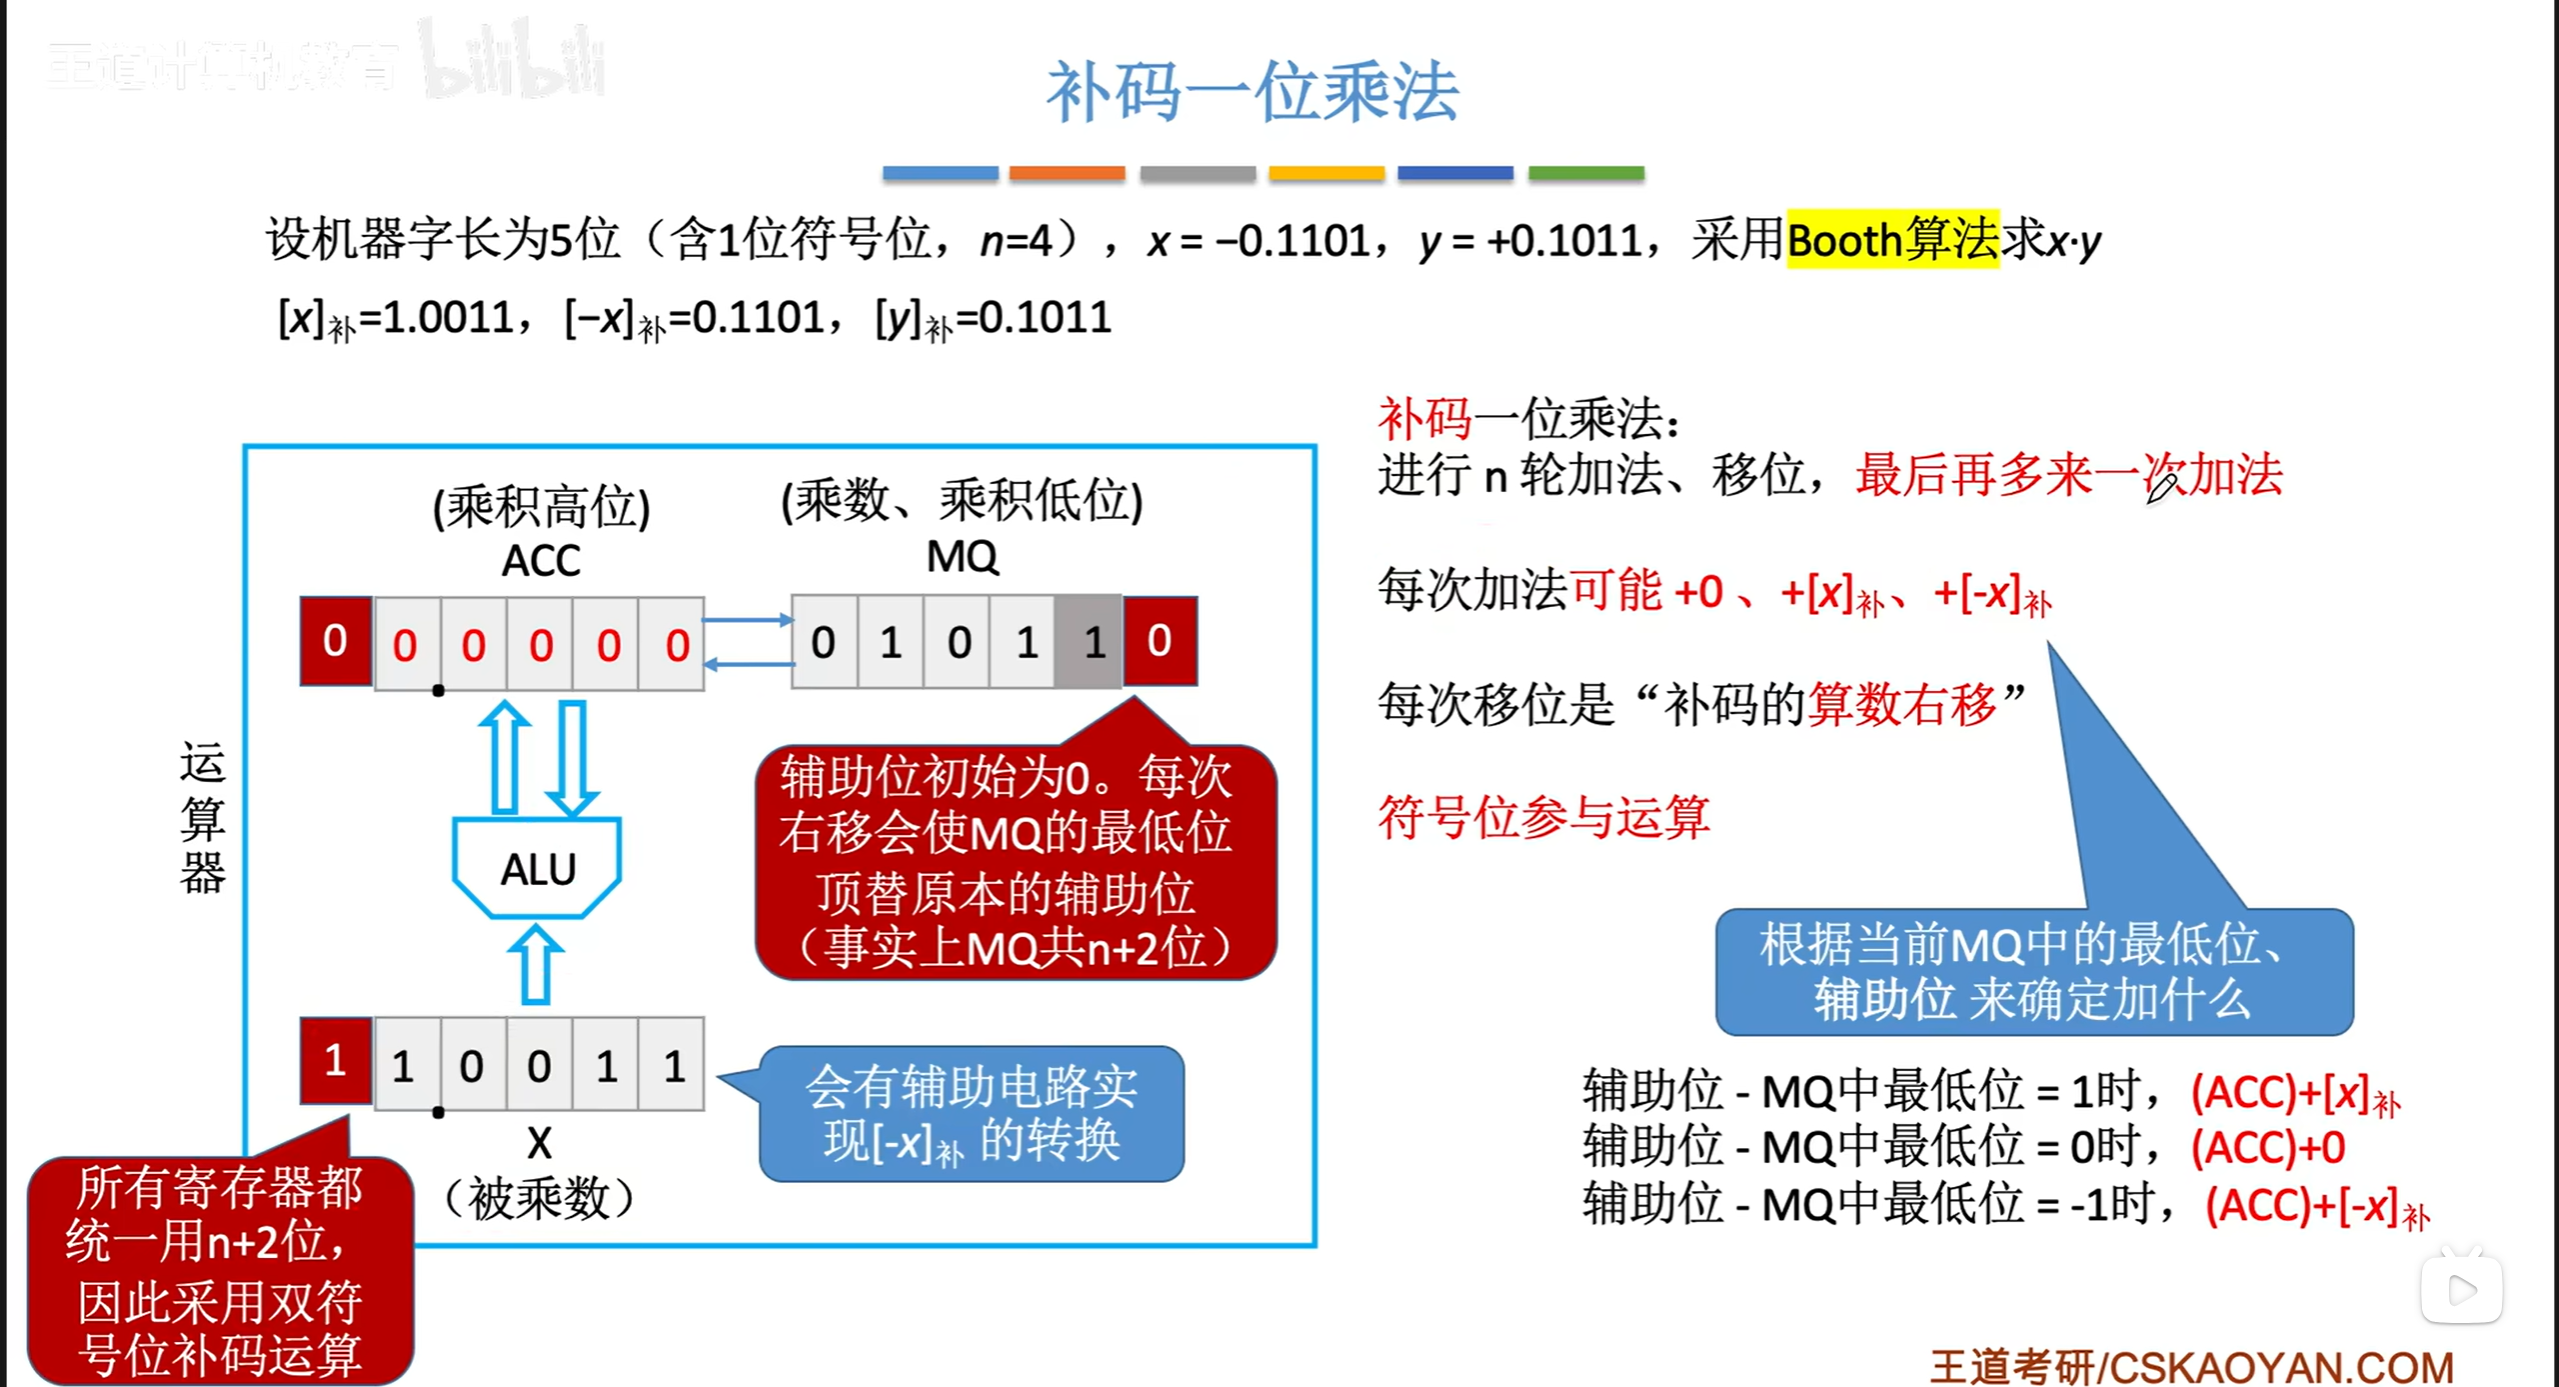 王道计算机教育 bilibili
补码一位乘法
设机器字长为5位（含1位符号位，n=4），x = −0.1101，y = +0.1011，采用Booth算法求x·y
[x]补=1.0011，[−x]补=0.1101，[y]补=0.1011
补码一位乘法：
进行 n 轮加法、移位，最后再多来一次加法
每次加法可能 +0 、+[x]补、+[-x]补
每次移位是“补码的算数右移”
符号位参与运算
根据当前MQ中的最低位、
辅助位 来确定加什么
辅助位 - MQ中最低位 = 1时，(ACC)+[x]补
辅助位 - MQ中最低位 = 0时，(ACC)+0
辅助位 - MQ中最低位 = -1时，(ACC)+[-x]补
运算器
(乘积高位)
ACC
(乘数、乘积低位)
MQ
0 0 0 0 0 0
0 1 0 1 1 0
辅助位初始为0。每次
右移会使MQ的最低位
顶替原本的辅助位
（事实上MQ共n+2位）
ALU
1 1 0 0 1 1
X
（被乘数）
会有辅助电路实
现[-x]补 的转换
所有寄存器都
统一用n+2位，
因此采用双符
号位补码运算
王道考研/CSKAOYAN.COM